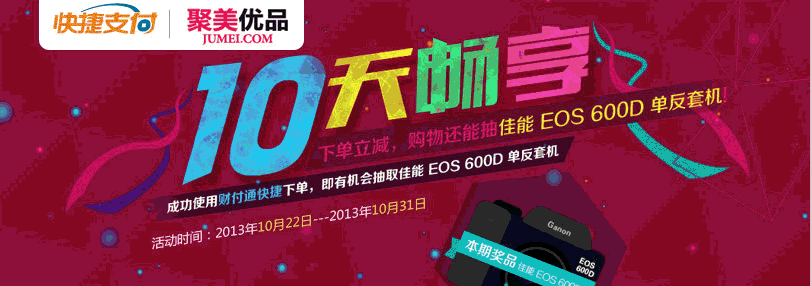 快捷支付
聚美优品
JUMEI.COM
10天畅享
下单立减，购物还能抽佳能 EOS 600D 单反套机
成功使用财付通快捷下单，即有机会抽取佳能 EOS 600D 单反套机
活动时间：2013年10月22日---2013年10月31日
Ganon
EOS
600D
本期奖品 佳能 EOS 600